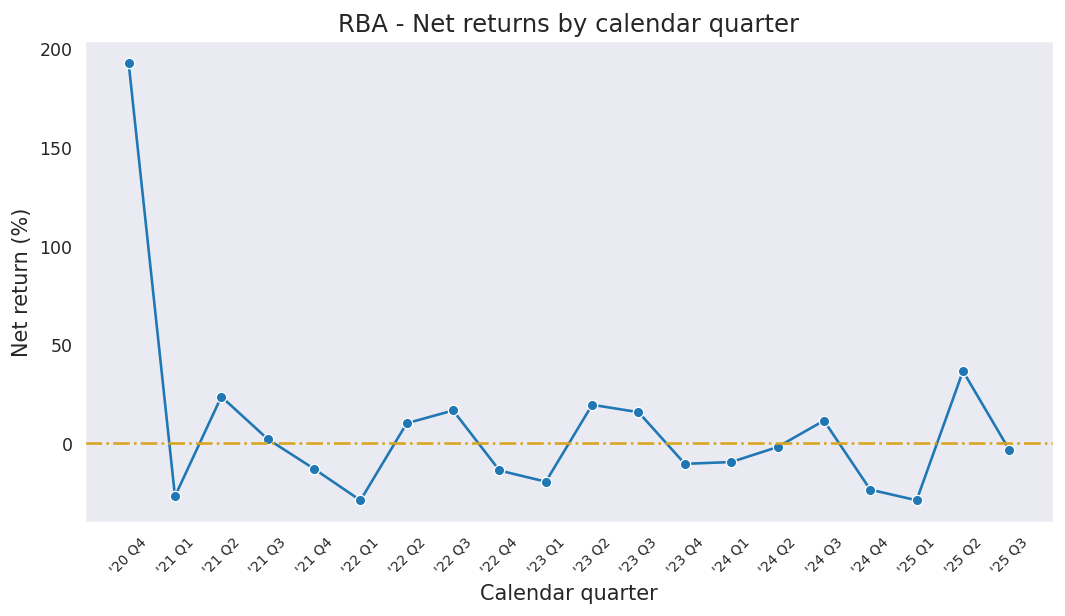 RBA - Net returns by calendar quarter
Net return (%)
200
150
100
50
0
'20 Q4
'21 Q1
'21 Q2
'21 Q3
'21 Q4
'22 Q1
'22 Q2
'22 Q3
'22 Q4
'23 Q1
'23 Q2
'23 Q3
'23 Q4
'24 Q1
'24 Q2
'24 Q3
'24 Q4
'25 Q1
'25 Q2
'25 Q3
Calendar quarter